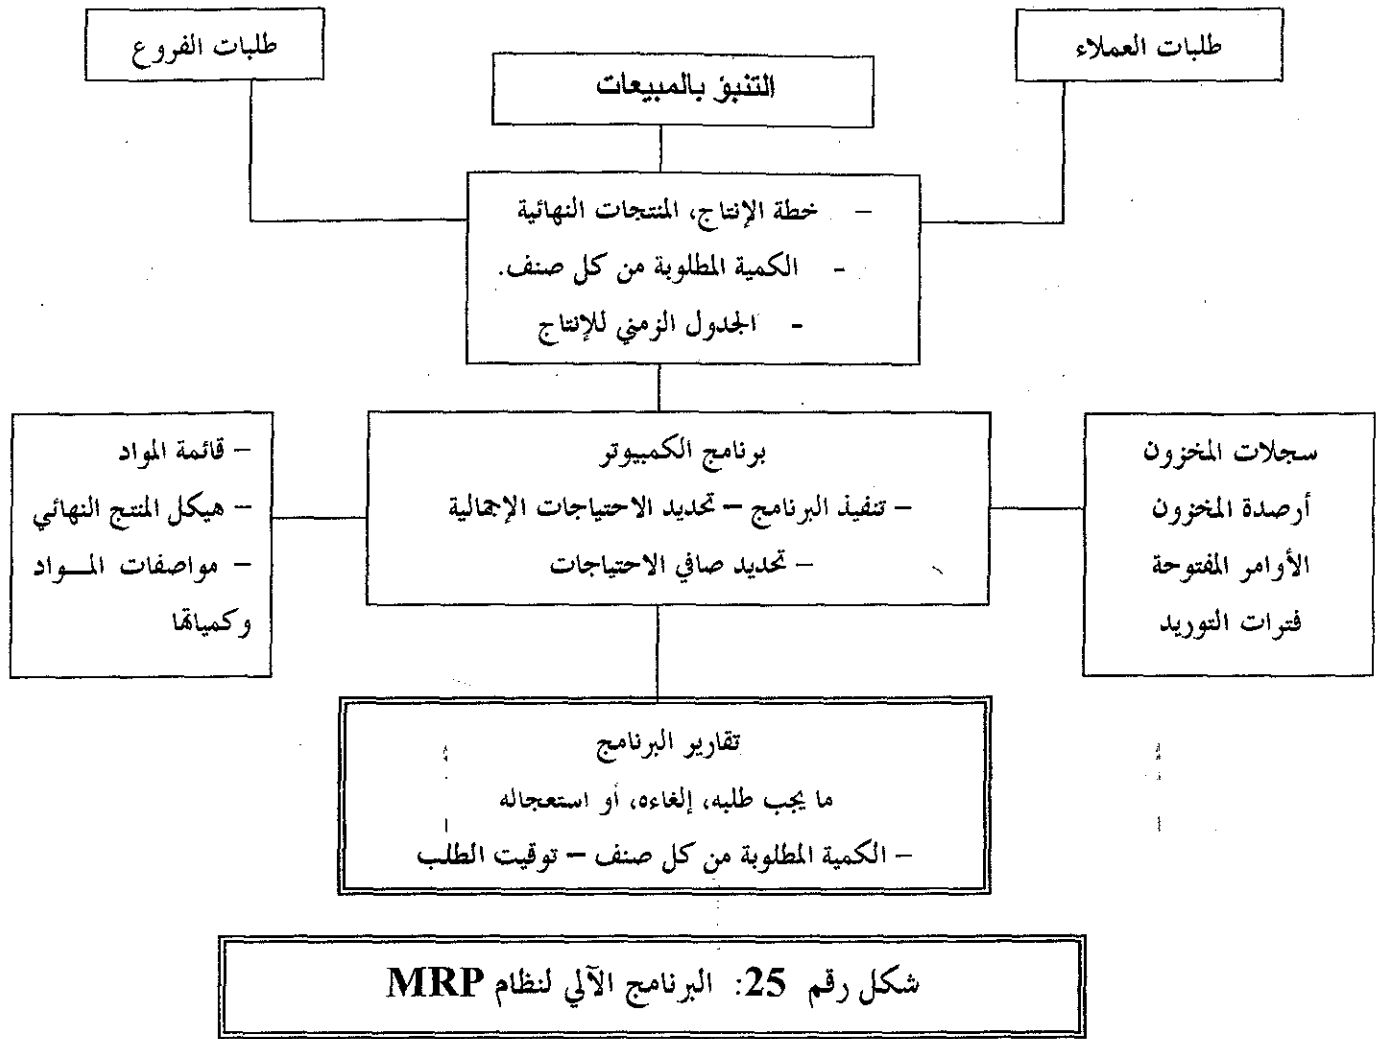 طلبات العملاء
طلبات الفروع
التنبؤ بالمبيعات
– خطة الإنتاج، المنتجات النهائية
- الكمية المطلوبة من كل صنف.
- الجدول الزمني للإنتاج
سجلات المخزون
أرصدة المخزون
الأوامر المفتوحة
فترات التوريد
برنامج الكمبيوتر
– تنفيذ البرنامج – تحديد الاحتياجات الإجمالية
– تحديد صافي الاحتياجات
– قائمة المواد
– هيكل المنتج النهائي
– مواصفات المــواد
وكمياتها
تقارير البرنامج
ما يجب طلبه، إلغاءه، أو استعجاله
– الكمية المطلوبة من كل صنف – توقيت الطلب
شكل رقم 25: البرنامج الآلي لنظام MRP